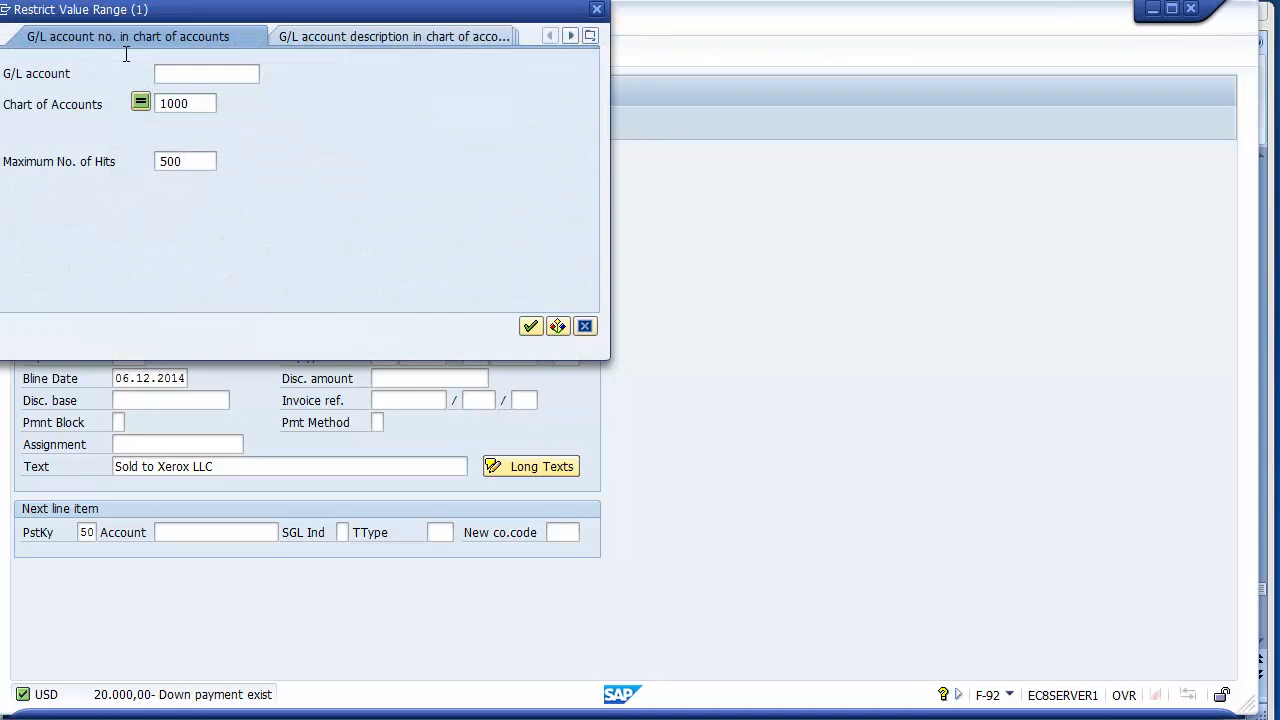 Restrict Value Range (1)
G/L account no. in chart of accounts
G/L account description in chart of acco...
G/L account
Chart of Accounts 1000
Maximum No. of Hits 500
Bline Date 06.12.2014 Disc. amount
Disc. base Invoice ref. / /
Pmnt Block Pmt Method
Assignment
Text Sold to Xerox LLC Long Texts
Next line item
PstKy 50 Account SGL Ind TType New co.code
USD 20.000,00- Down payment exist SAP F-92 ECSERVER1 OVR